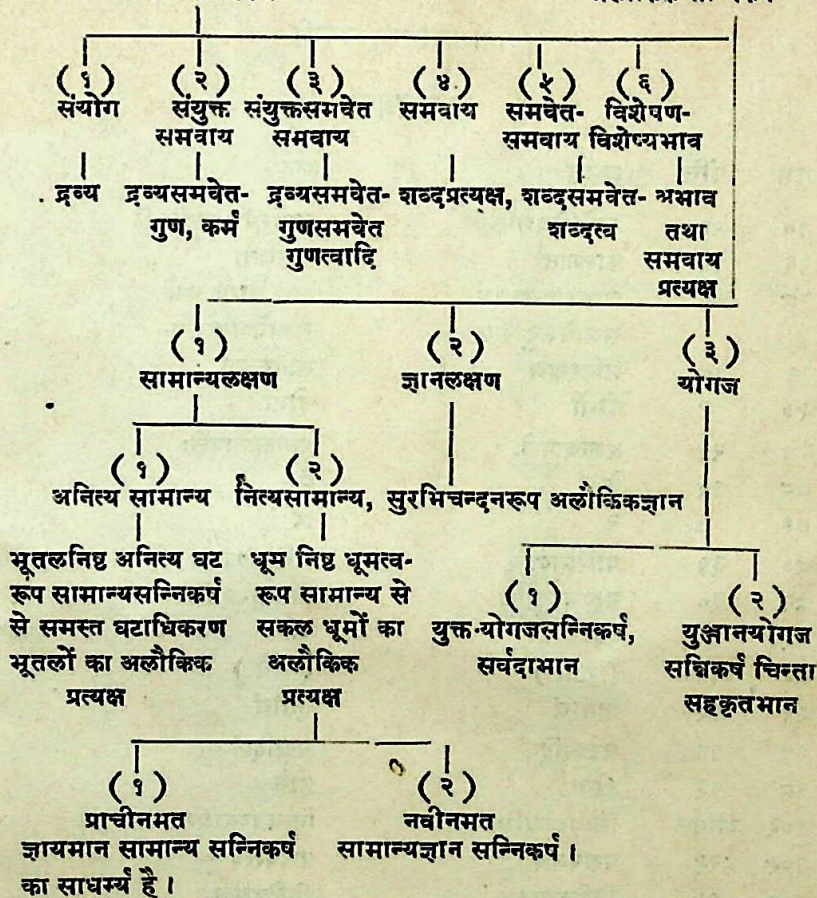 (१) (२) (३) (४) (५) (६)
संयोग संयुक्त संयुक्तसमवेत समवाय समवेत- विशेषण-
समवाय समवाय समवाय विशेष्यभाव
द्रव्य द्रव्यसमवेत- द्रव्यसमवेत- शब्दप्रत्यक्ष, शब्दसमवेत- अभाव
गुण, कर्म गुणसमवेत शब्दत्व तथा
गुणत्वादि समवाय
प्रत्यक्ष
(१) (२) (३)
सामान्यलक्षण ज्ञानलक्षण योगज
(१) (२)
अनित्य सामान्य नित्यसामान्य, सुरभिचन्दनरूप अलौकिकज्ञान
भूतलनिष्ठ अनित्य घट धूम निष्ठ धूमत्व-
रूप सामान्यसन्निकर्ष रूप सामान्य से (१) (२)
से समस्त घटाधिकरण सकल धूमों का युक्त-योगजसन्निकर्ष, युञ्जानयोगज
भूतलों का अलौकिक अलौकिक सर्वदाभान सन्निकर्ष चिन्ता
प्रत्यक्ष प्रत्यक्ष सहकृतभान
(१) (२)
प्राचीनमत नवीनमत
ज्ञायमान सामान्य सन्निकर्ष सामान्यज्ञान सन्निकर्ष ।
का साधर्म्य है ।